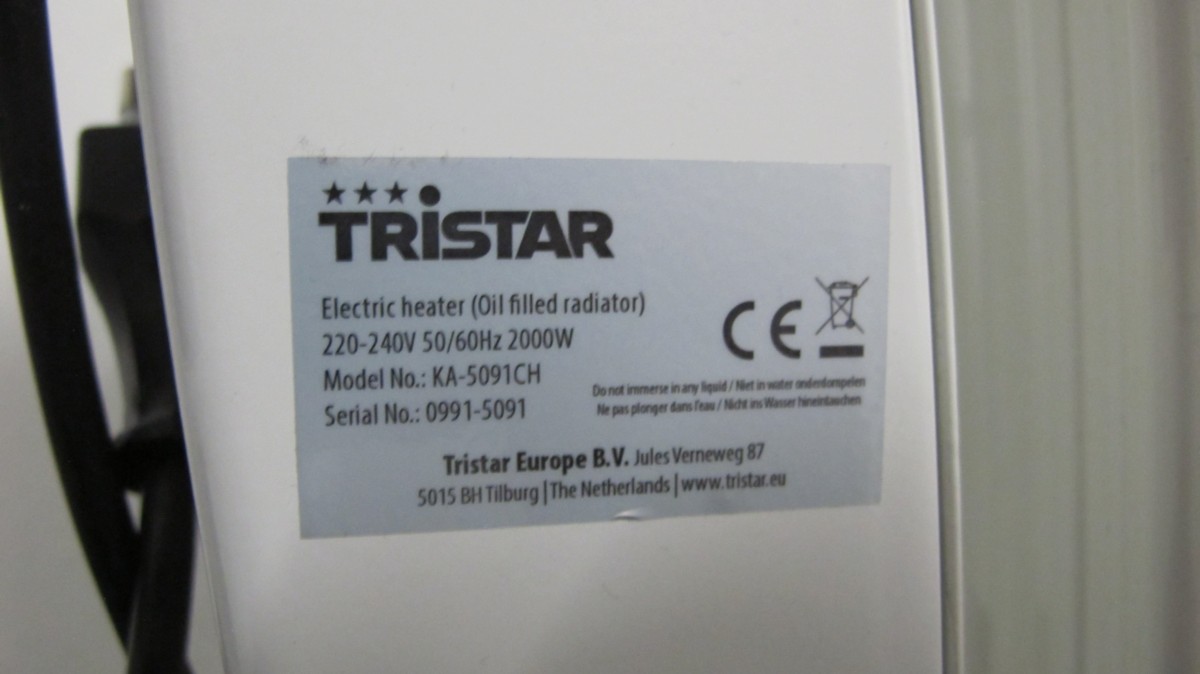 TRiSTAR
Electric heater (Oil filled radiator)
220-240V 50/60Hz 2000W
Model No.: KA-5091CH
Serial No.: 0991-5091
CE
Do not immerse in any liquid / Niet in water onderdompelen
Ne pas plonger dans l'eau / Nicht ins Wasser hineintauchen
Tristar Europe B.V. Jules Verneweg 87
5015 BH Tilburg | The Netherlands | www.tristar.eu